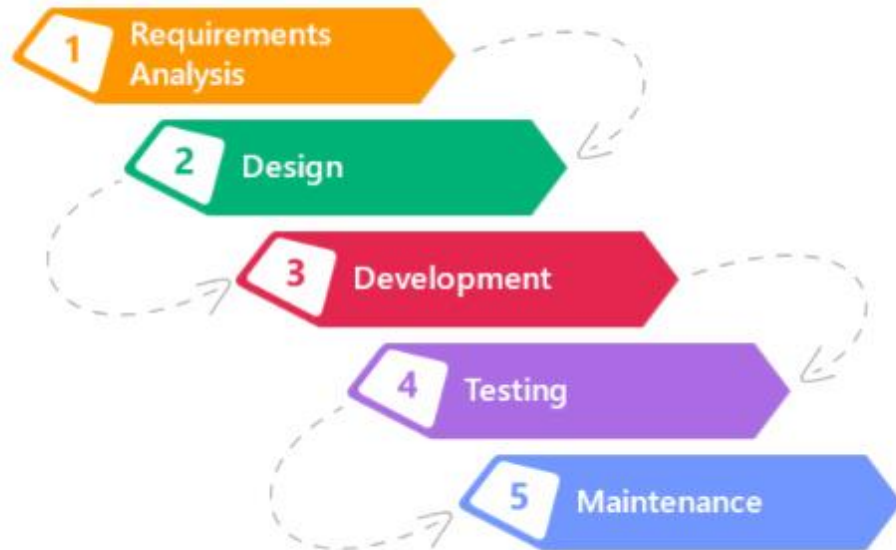 1
Requirements
Analysis
2
Design
3
Development
4
Testing
5
Maintenance